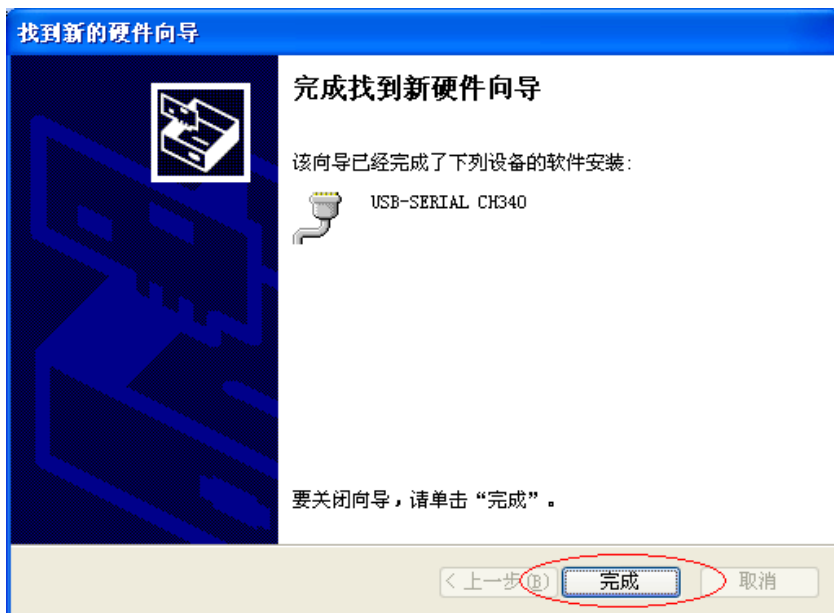 找到新的硬件向导
完成找到新硬件向导
该向导已经完成了下列设备的软件安装:
USB-SERIAL CH340
要关闭向导，请单击“完成”。
<上一步(B)
完成
取消